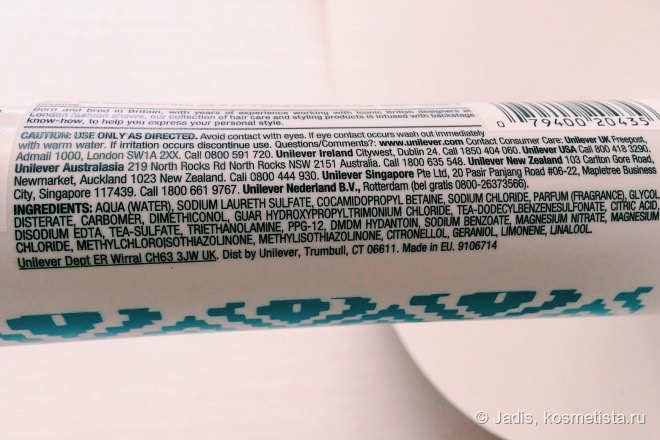 Born and bred in Britain, with years of experience working with iconic British designers at
London fashion shows, our collection of hair care and styling products is infused with backstage
know-how, to help you express your personal style.
0 79400 20439
CAUTION: USE ONLY AS DIRECTED. Avoid contact with eyes. If eye contact occurs wash out immediately
with warm water. If irritation occurs discontinue use. Questions/Comments?: www.unilever.com Contact Consumer Care: Unilever UK Freepost,
Admail 1000, London SW1A 2XX. Call 0800 591 720. Unilever Ireland Citywest, Dublin 24. Call 1850 404 060. Unilever USA Call 800 418 3290.
Unilever Australasia 219 North Rocks Rd North Rocks NSW 2151 Australia. Call 1800 635 548. Unilever New Zealand 103 Carlton Gore Road,
Newmarket, Auckland 1023 New Zealand. Call 0800 444 930. Unilever Singapore Pte Ltd, 20 Pasir Panjang Road #06-22, Mapletree Business
City, Singapore 117439. Call 1800 661 9767. Unilever Nederland B.V., Rotterdam (bel gratis 0800-26373566).
INGREDIENTS: AQUA (WATER), SODIUM LAURETH SULFATE, COCAMIDOPROPYL BETAINE, SODIUM CHLORIDE, PARFUM (FRAGRANCE), GLYCOL
DISTERATE, CARBOMER, DIMETHICONOL, GUAR HYDROXYPROPYLTRIMONIUM CHLORIDE, TEA-DODECYLBENZENESULFONATE, CITRIC ACID,
DISODIUM EDTA, TEA-SULFATE, TRIETHANOLAMINE, PPG-12, DMDM HYDANTOIN, SODIUM BENZOATE, MAGNESIUM NITRATE, MAGNESIUM
CHLORIDE, METHYLCHLOROISOTHIAZOLINONE, METHYLISOTHIAZOLINONE, CITRONELLOL, GERANIOL, LIMONENE, LINALOOL
Unilever Dept ER Wirral CH63 3JW UK. Dist by Unilever, Trumbull, CT 06611. Made in EU. 9106714
© Jadis, kosmetista.ru